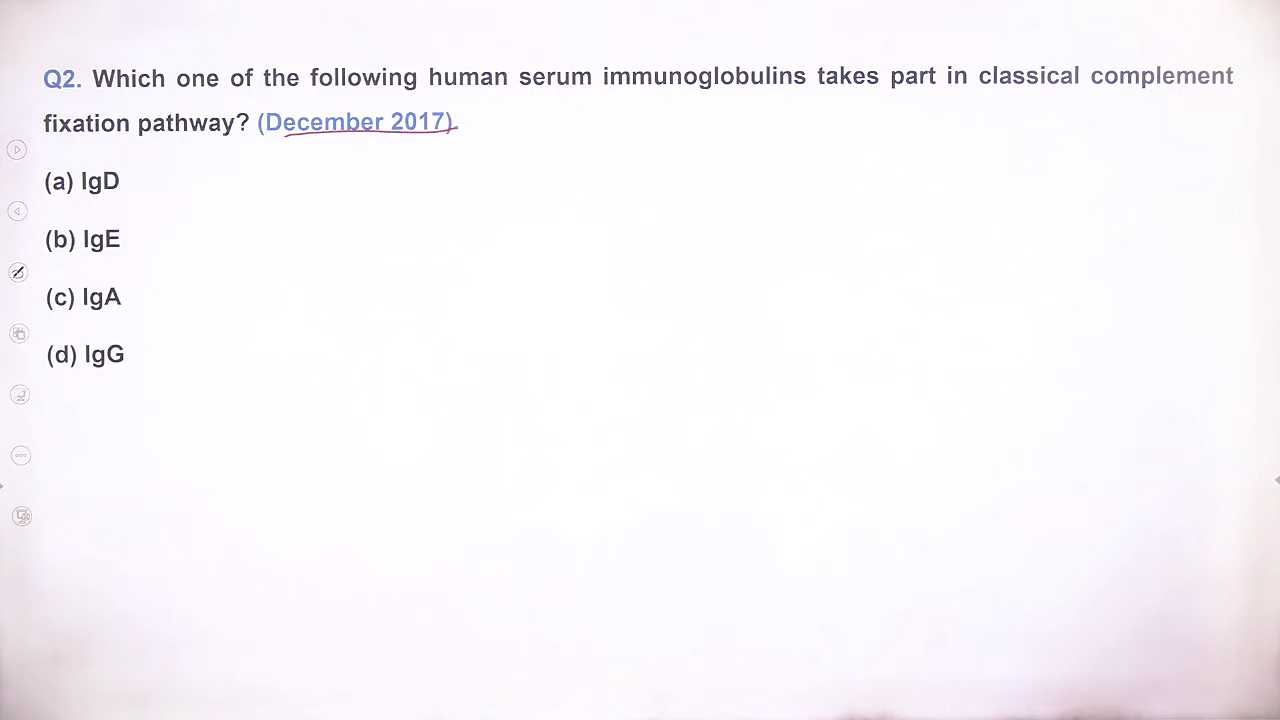 Q2. Which one of the following human serum immunoglobulins takes part in classical complement
fixation pathway? (December 2017)
(a) IgD
(b) IgE
(c) IgA
(d) IgG